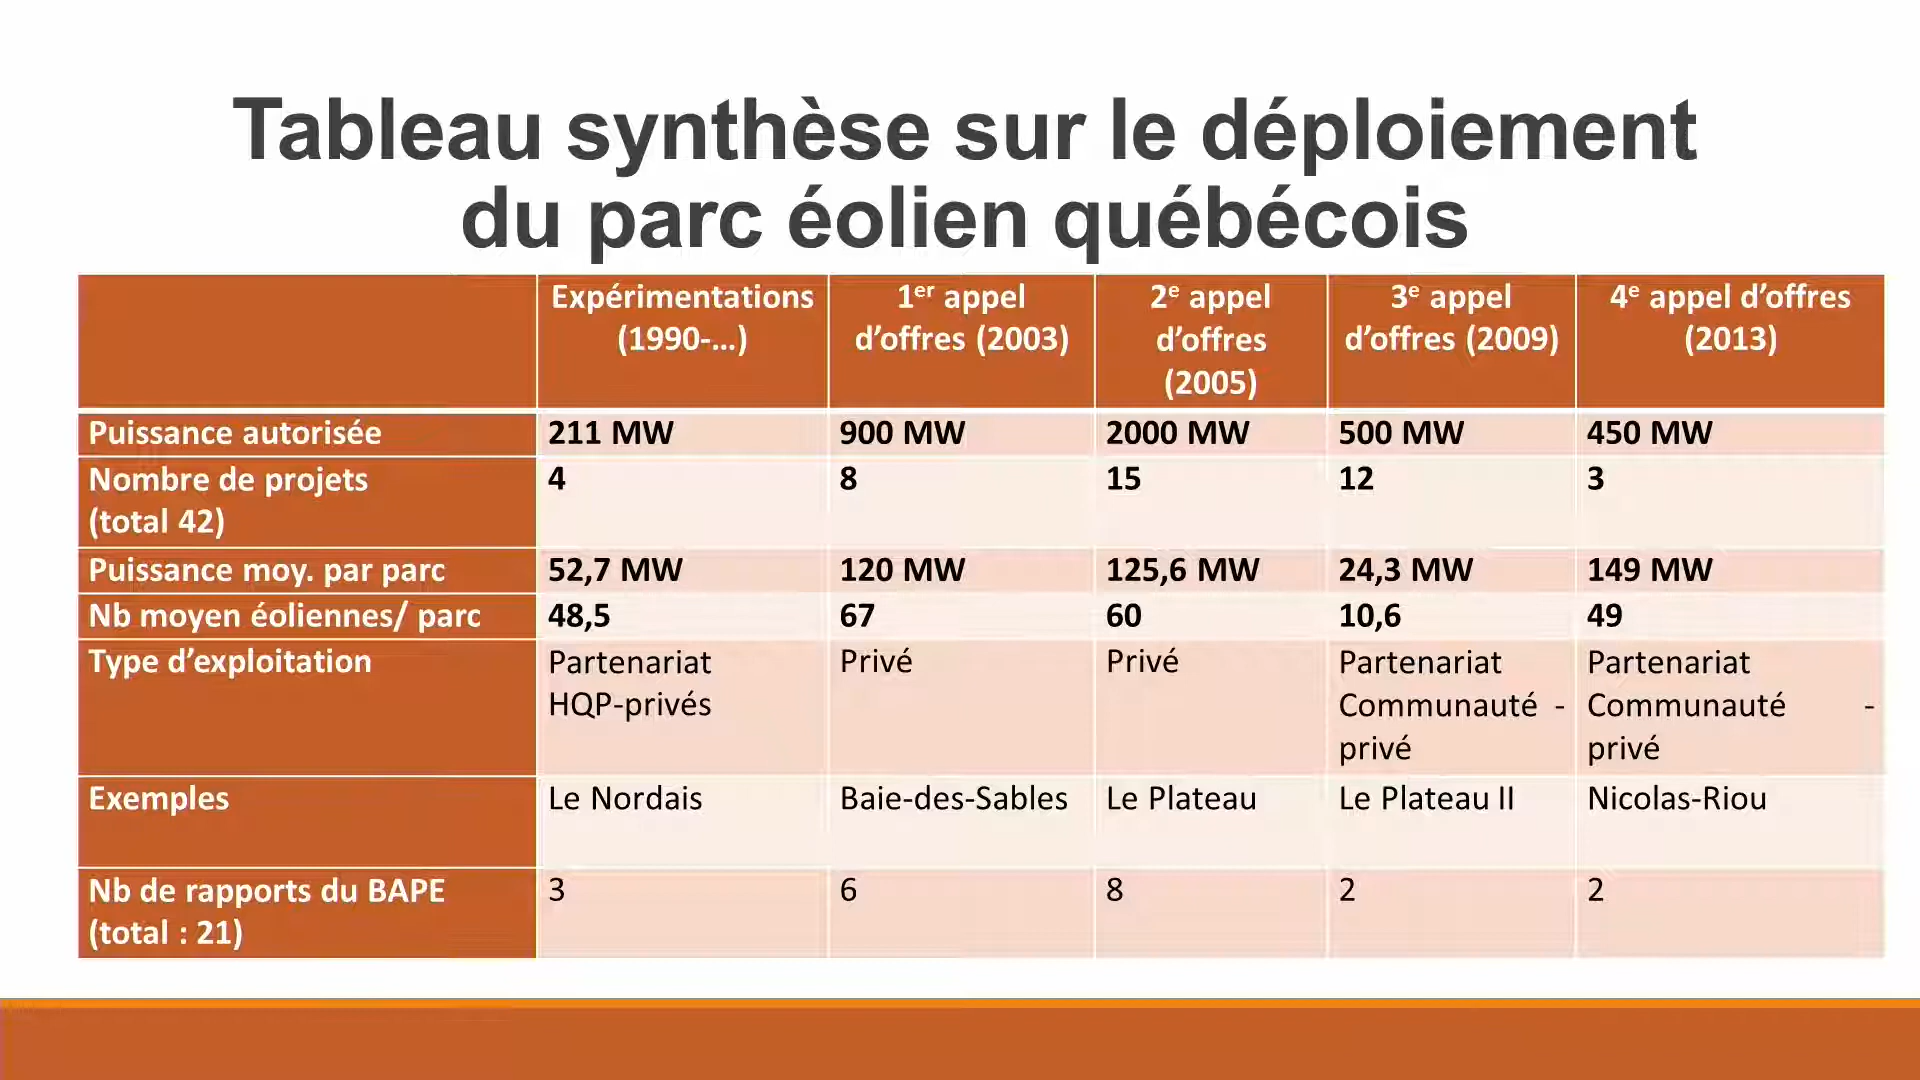 Tableau synthèse sur le déploiement
du parc éolien québécois
Expérimentations
(1990-...)
1er appel
d'offres (2003)
2e appel
d'offres
(2005)
3e appel
d'offres (2009)
4e appel d'offres
(2013)
Puissance autorisée
211 MW
900 MW
2000 MW
500 MW
450 MW
Nombre de projets
(total 42)
4
8
15
12
3
Puissance moy. par parc
52,7 MW
120 MW
125,6 MW
24,3 MW
149 MW
Nb moyen éoliennes/ parc
48,5
67
60
10,6
49
Type d'exploitation
Partenariat
HQP-privés
Privé
Privé
Partenariat
Communauté -
privé
Partenariat
Communauté -
privé
Exemples
Le Nordais
Baie-des-Sables
Le Plateau
Le Plateau II
Nicolas-Riou
Nb de rapports du BAPE
(total : 21)
3
6
8
2
2